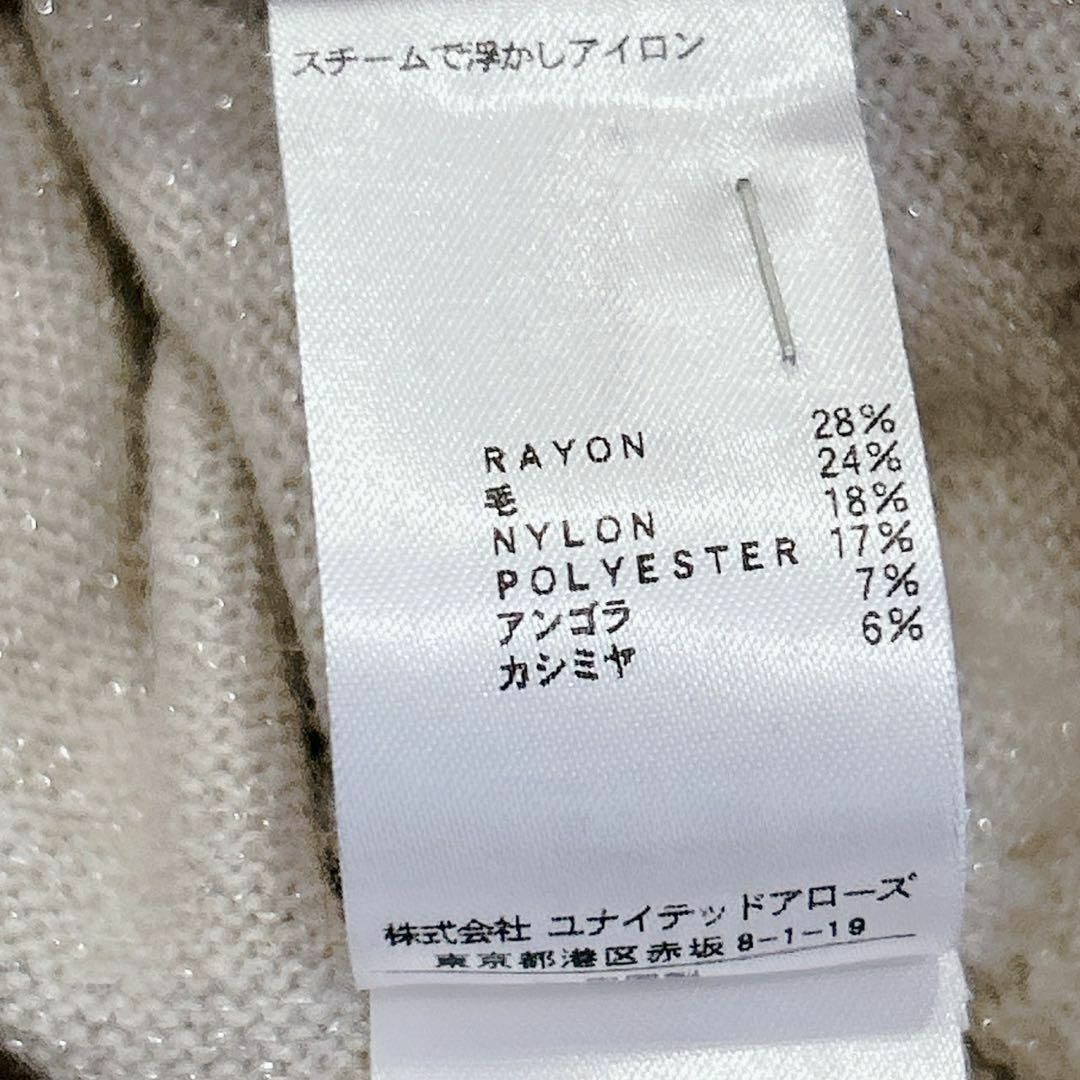 スチームで浮かしアイロン
RAYON 28%
毛 24%
NYLON 18%
POLYESTER 17%
アンゴラ 7%
カシミヤ 6%
株式会社 ユナイテッドアローズ
東京都港区赤坂 8-1-19